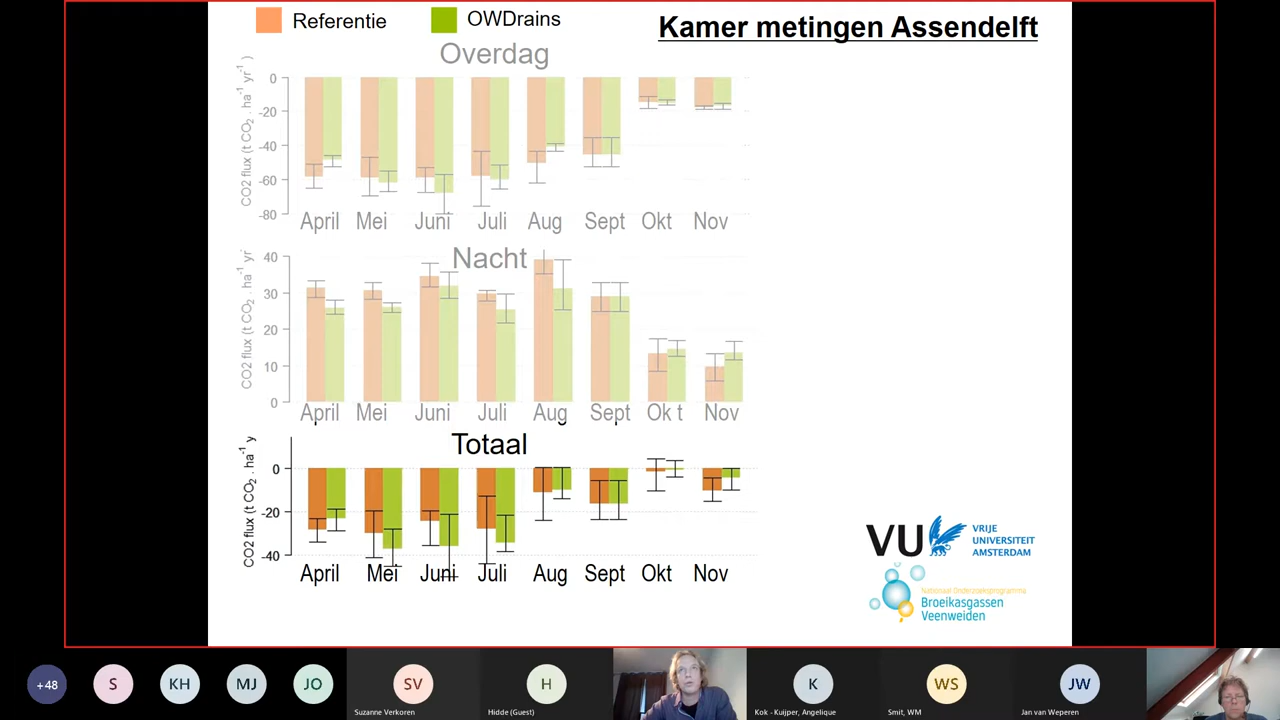 Referentie
OWDrains
Kamer metingen Assendelft
Overdag
CO2 flux (t CO₂ . ha⁻¹ yr⁻¹)
0
-20
-40
-60
-80
April Mei Juni Juli Aug Sept Okt Nov
Nacht
CO2 flux (t CO₂ . ha⁻¹ yr
40
30
20
10
0
April Mei Juni Juli Aug Sept Ok t Nov
Totaal
CO2 flux (t CO₂ . ha⁻¹ y
0
-20
-40
April Mei Juni Juli Aug Sept Okt Nov
VU
VRIJE
UNIVERSITEIT
AMSTERDAM
Nationaal Onderzoeksprogramma
Broeikasgassen
Veenweiden
+48
S
KH
MJ
JO
SV
Suzanne Verkoren
H
Hidde (Guest)
K
Kok - Kuijper, Angelique
WS
Smit, WM
JW
Jan van Weperen